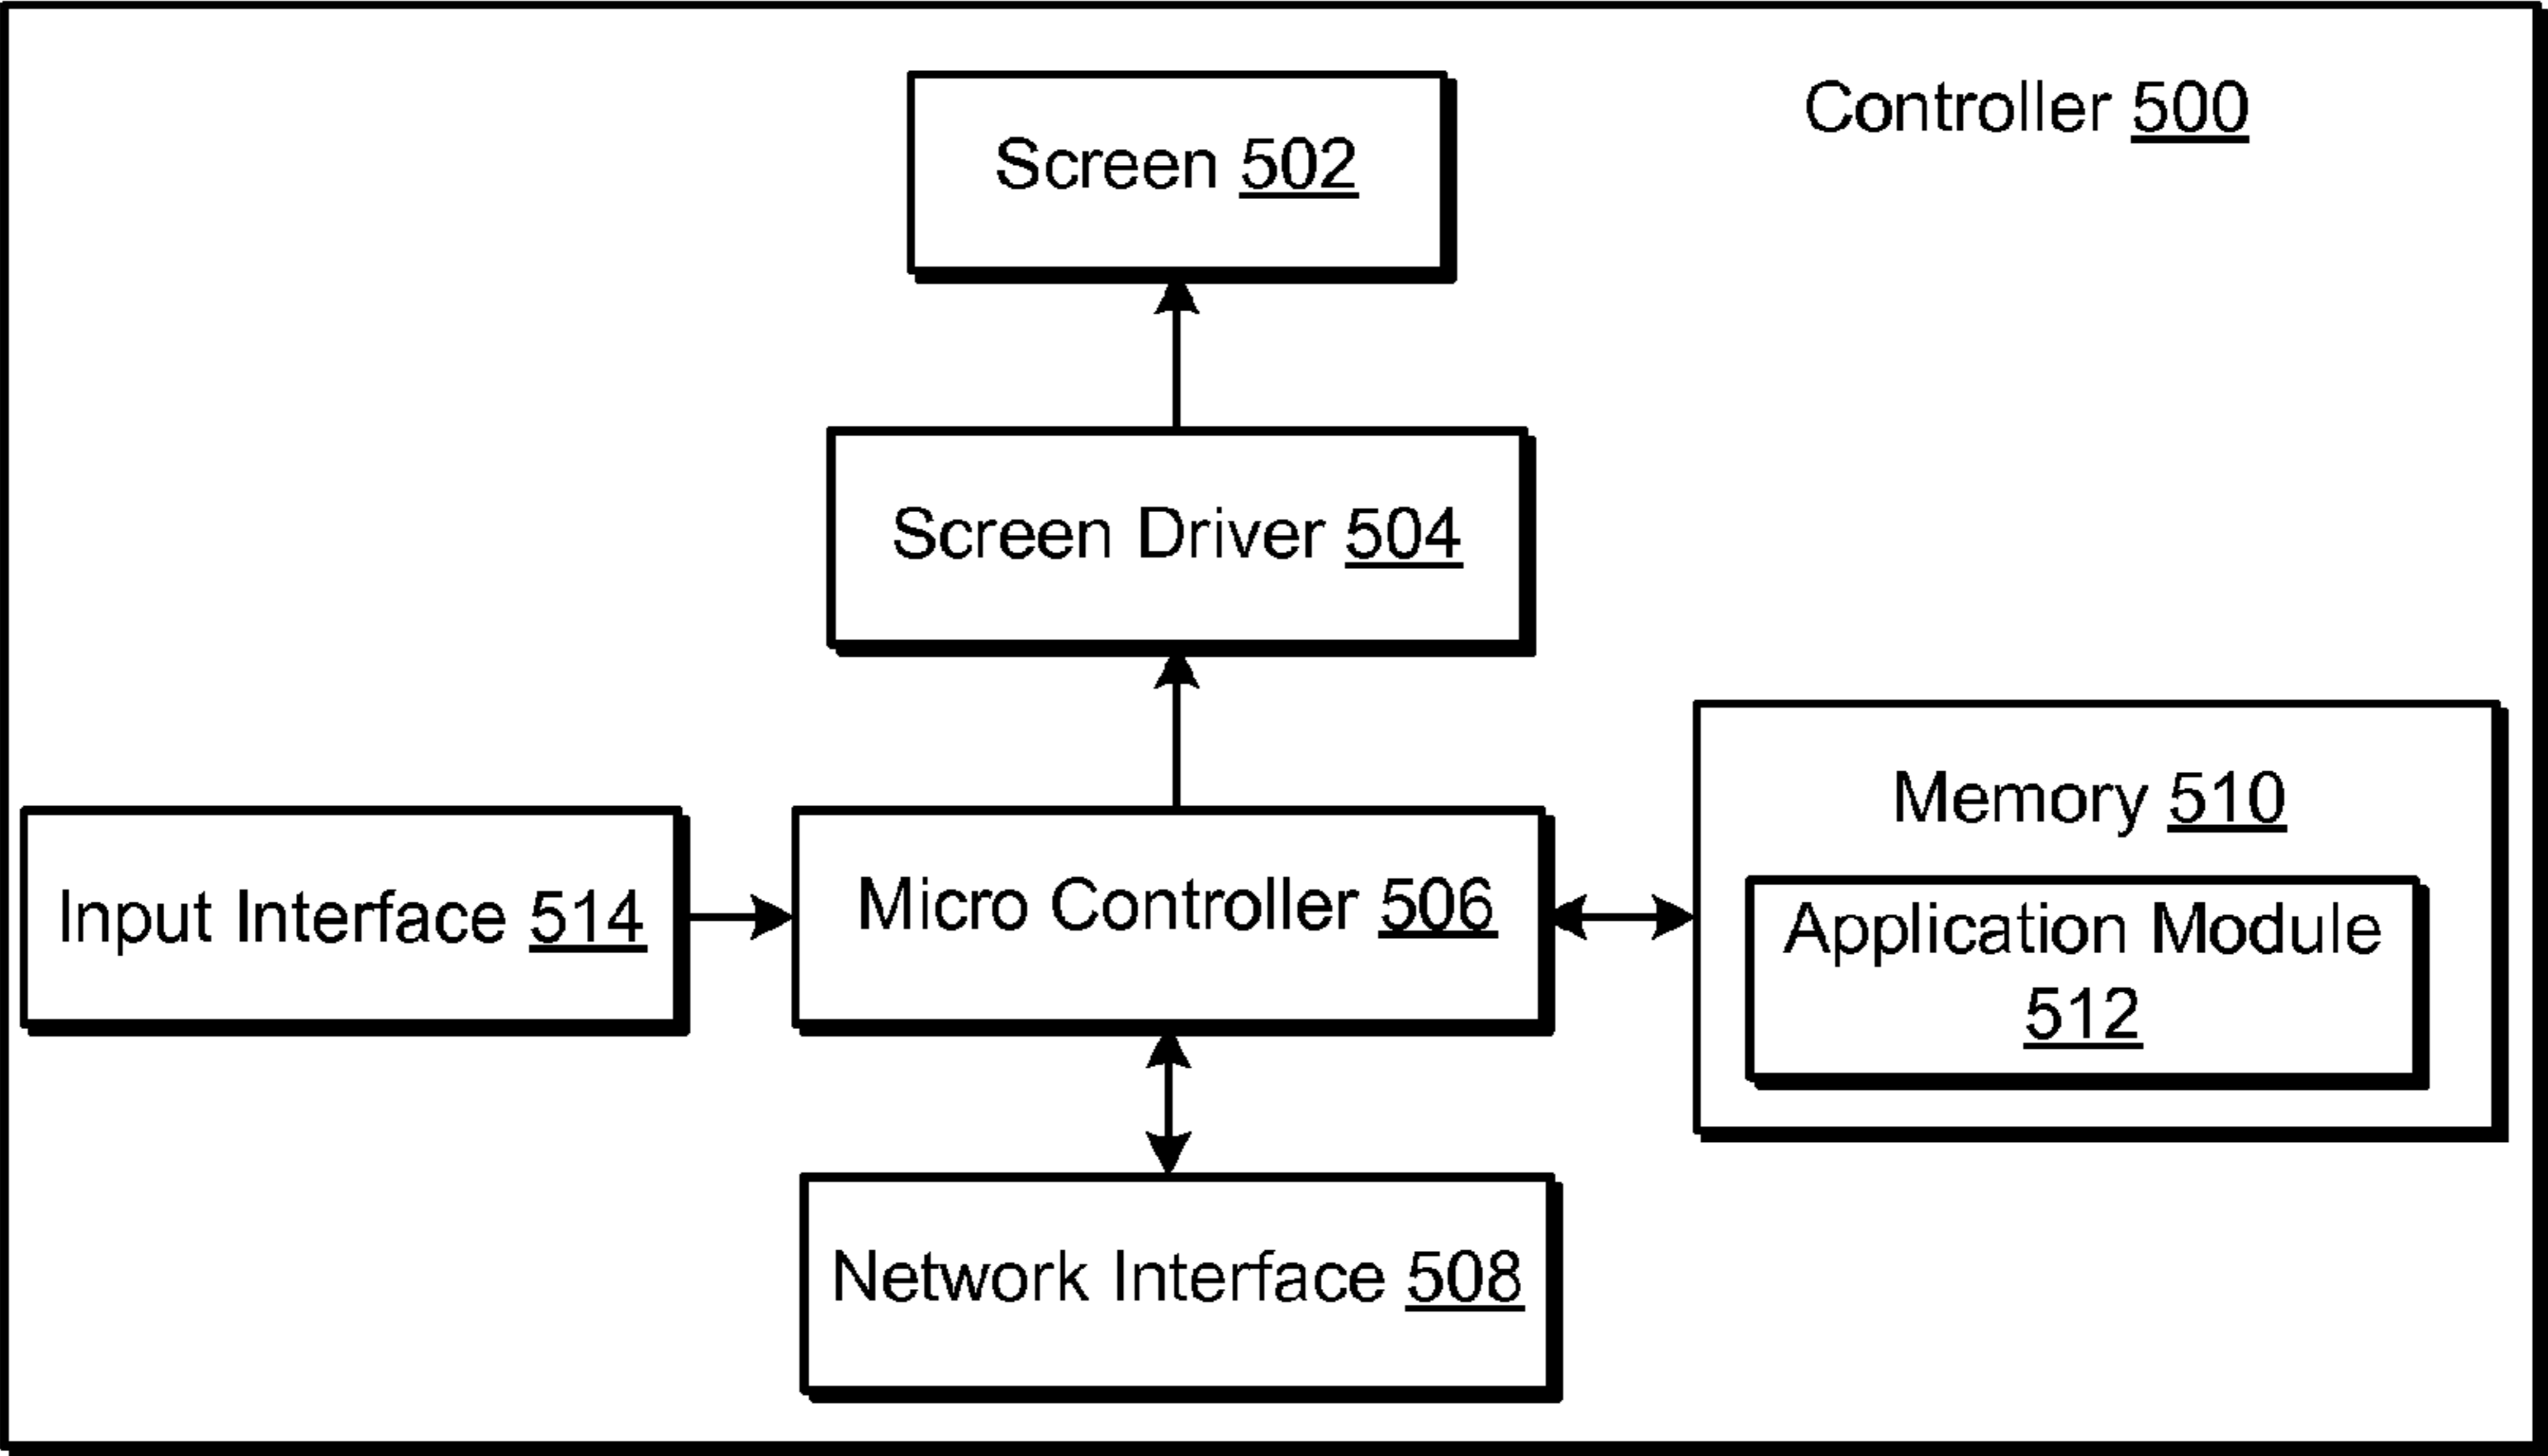 Controller 500
Screen 502
Screen Driver 504
Memory 510
Input Interface 514
Micro Controller 506
Application Module
512
Network Interface 508